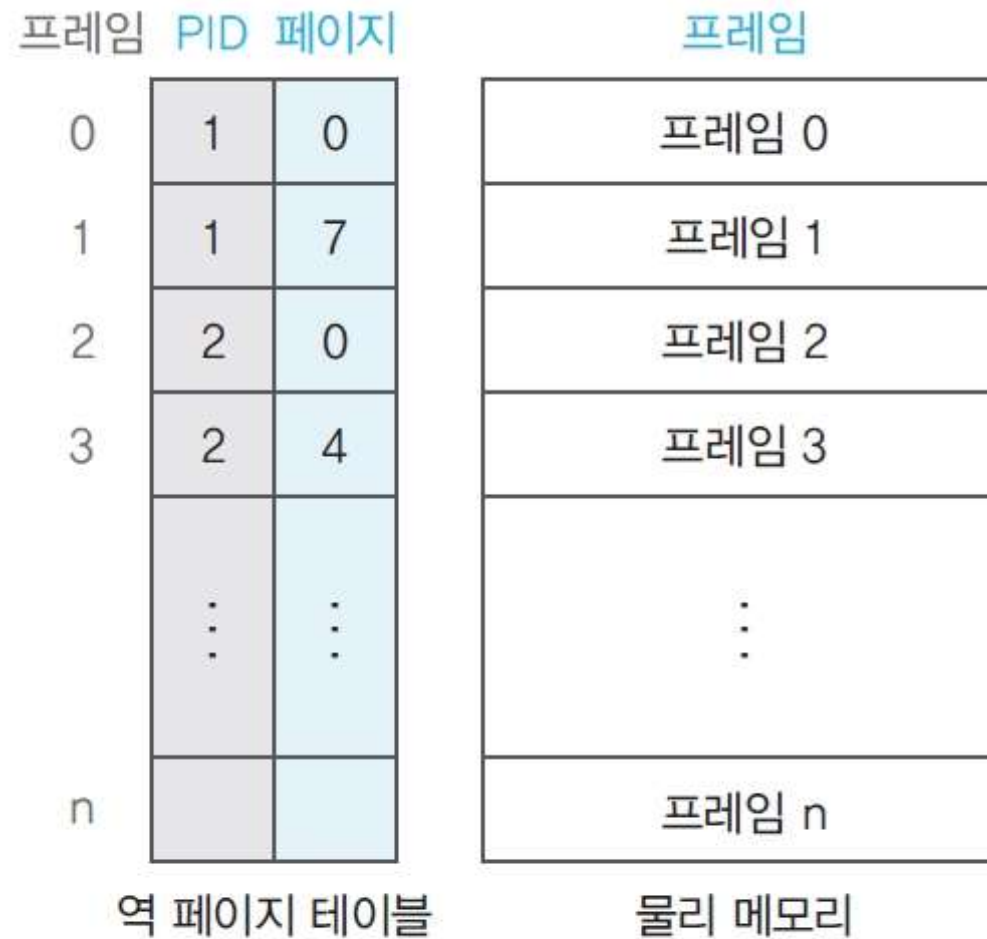 프레임 PID 페이지 프레임
0 1 0 프레임 0
1 1 7 프레임 1
2 2 0 프레임 2
3 2 4 프레임 3
⋮ ⋮ ⋮
n 프레임 n
역 페이지 테이블 물리 메모리